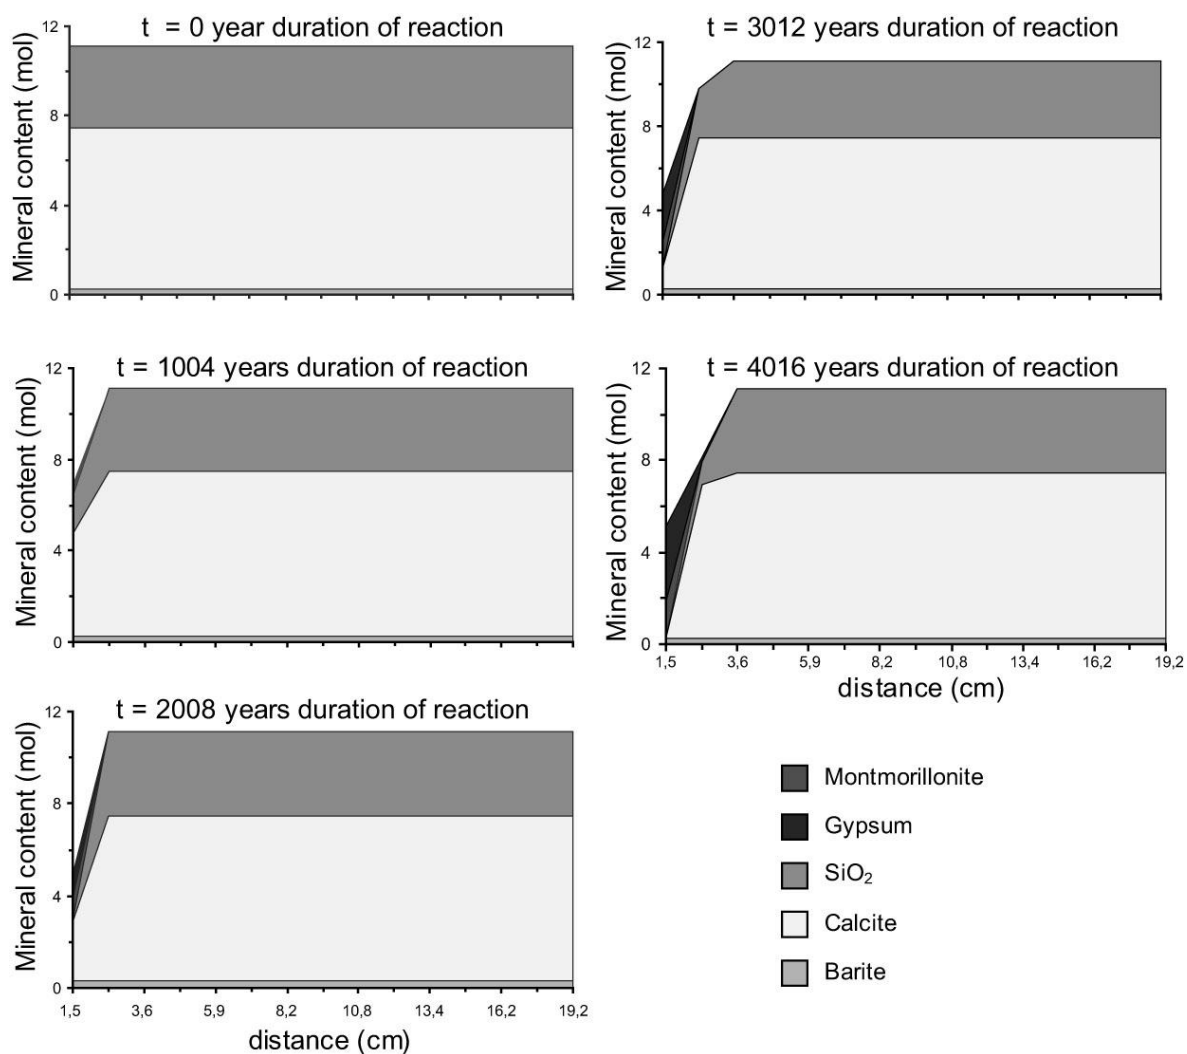 t = 0 year duration of reaction
Mineral content (mol)
12
8
4
0
t = 3012 years duration of reaction
Mineral content (mol)
12
8
4
0
t = 1004 years duration of reaction
Mineral content (mol)
12
8
4
0
t = 4016 years duration of reaction
Mineral content (mol)
12
8
4
0
1,5 3,6 5,9 8,2 10,8 13,4 16,2 19,2
distance (cm)
t = 2008 years duration of reaction
Mineral content (mol)
12
8
4
0
1,5 3,6 5,9 8,2 10,8 13,4 16,2 19,2
distance (cm)
Montmorillonite
Gypsum
SiO₂
Calcite
Barite